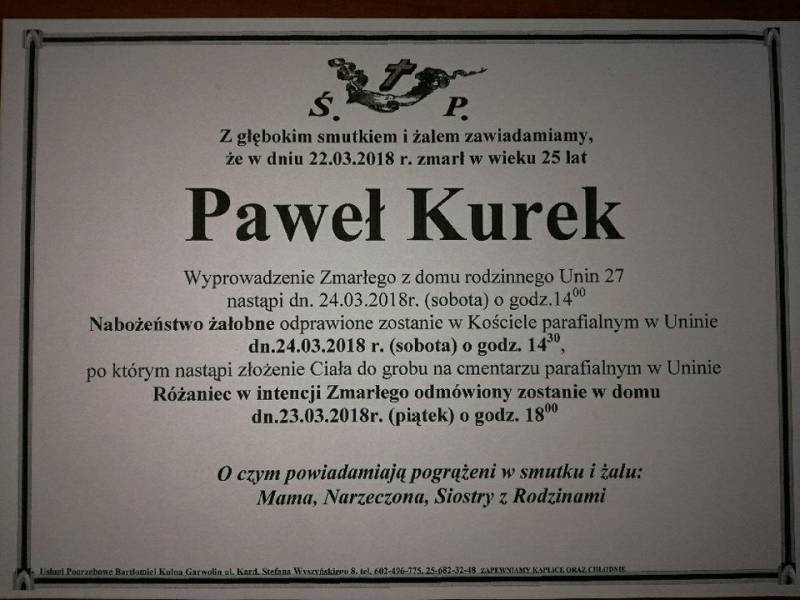 Ś. P.
Z głębokim smutkiem i żalem zawiadamiamy,
że w dniu 22.03.2018 r. zmarł w wieku 25 lat
Paweł Kurek
Wyprowadzenie Zmarłego z domu rodzinnego Unin 27
nastąpi dn. 24.03.2018r. (sobota) o godz.14⁰⁰
Nabożeństwo żałobne odprawione zostanie w Kościele parafialnym w Uninie
dn.24.03.2018 r. (sobota) o godz. 14³⁰,
po którym nastąpi złożenie Ciała do grobu na cmentarzu parafialnym w Uninie
Różaniec w intencji Zmarłego odmówiony zostanie w domu
dn.23.03.2018r. (piątek) o godz. 18⁰⁰
O czym powiadamiają pogrążeni w smutku i żalu:
Mama, Narzeczona, Siostry z Rodzinami
Usługi Pogrzebowe Bartłomiej Kulna Garwolin ul. Kard. Stefana Wyszyńskiego 8. tel. 602-496-775, 25-682-32-48 ZAPEWNIAMY KAPLICE ORAZ CHŁODNIE